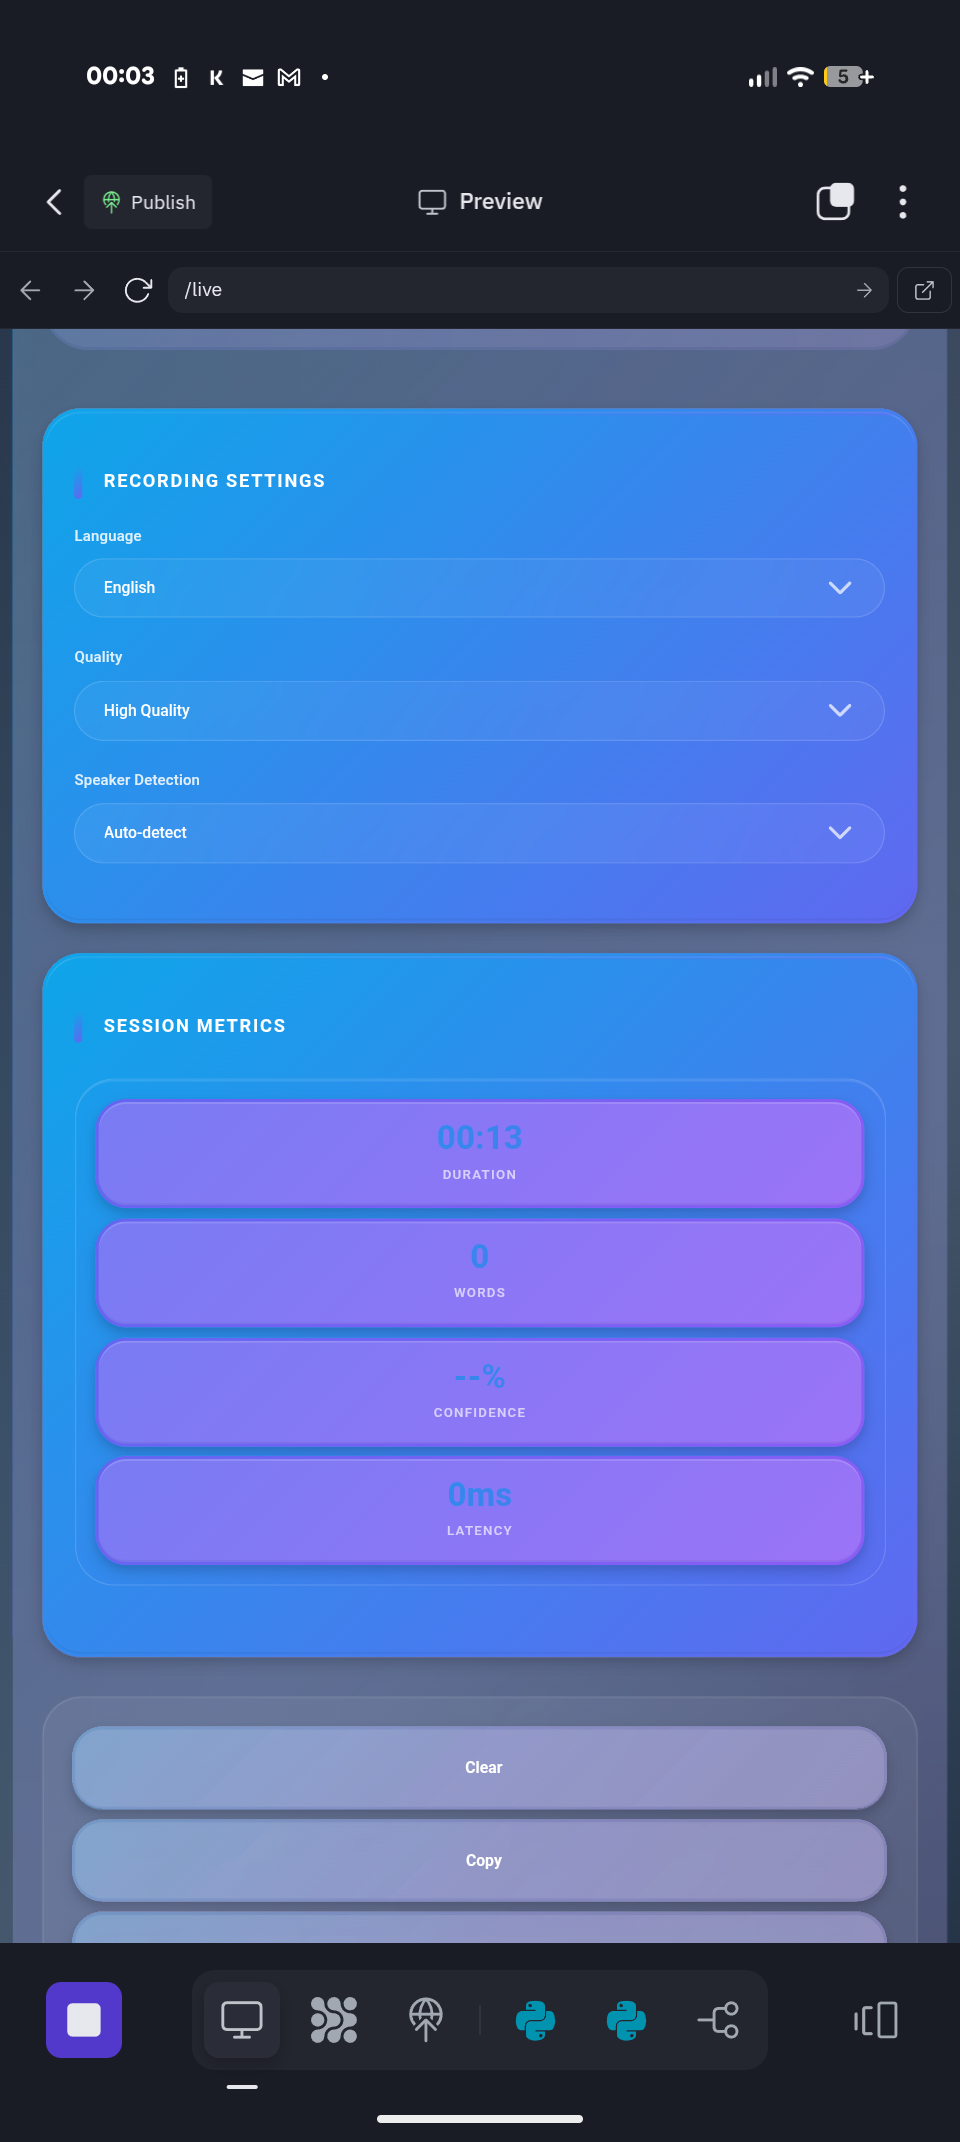 00:03
K
5
Publish
Preview
/live
RECORDING SETTINGS
Language
English
Quality
High Quality
Speaker Detection
Auto-detect
SESSION METRICS
00:13
DURATION
0
WORDS
--%
CONFIDENCE
0ms
LATENCY
Clear
Copy